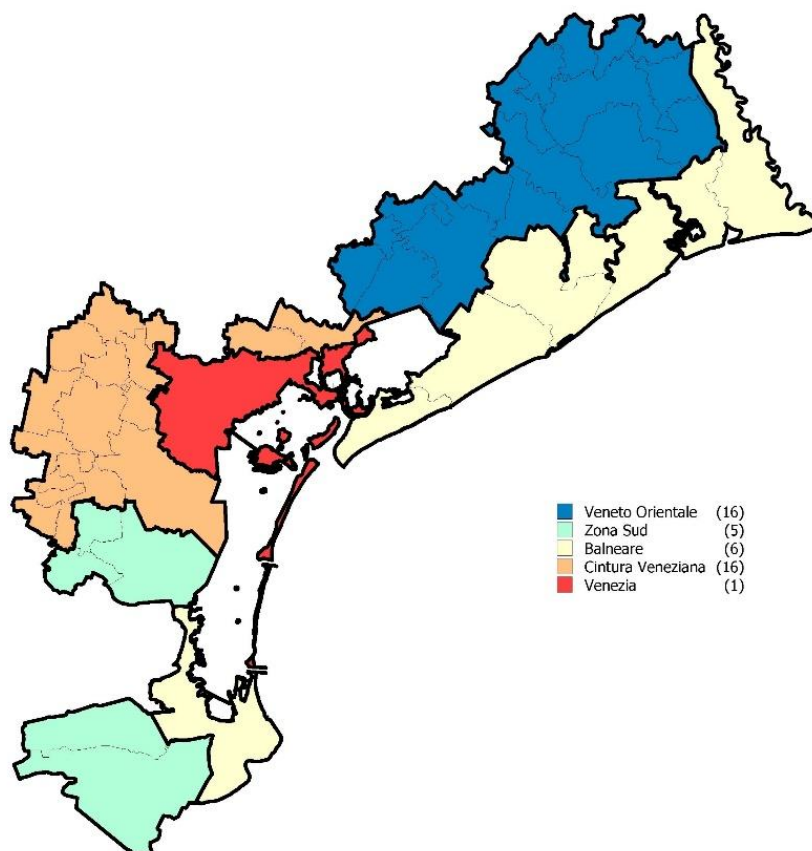 Veneto Orientale (16)
Zona Sud (5)
Balneare (6)
Cintura Veneziana (16)
Venezia (1)